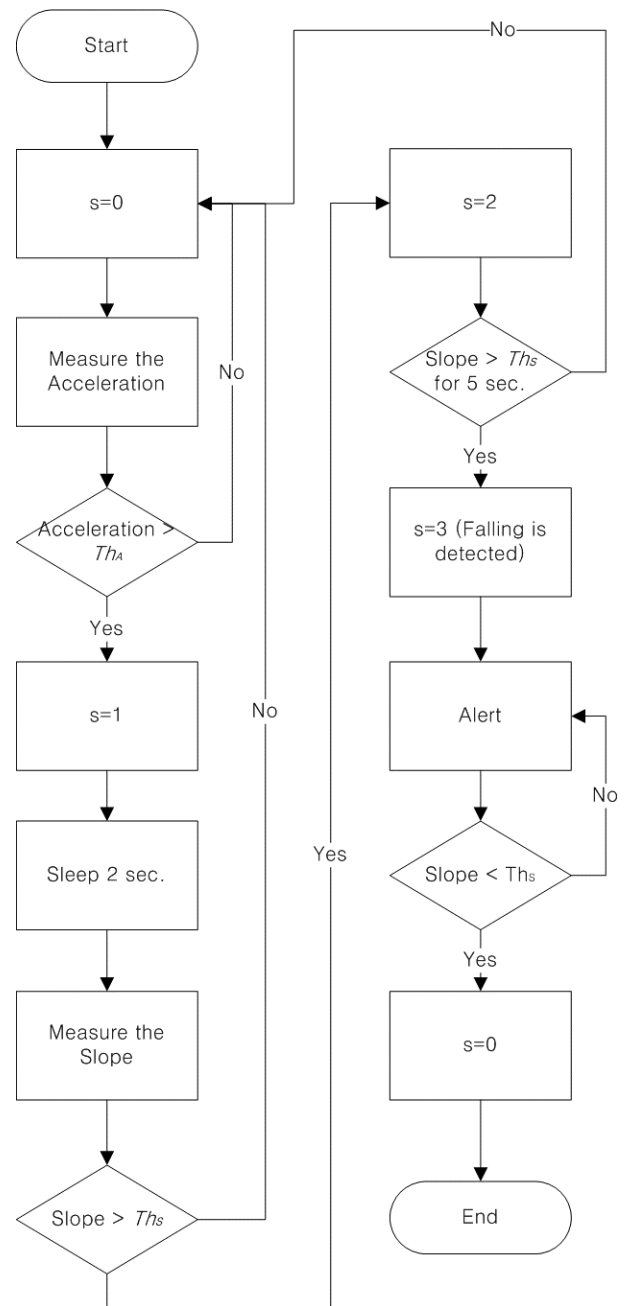 Start
s=0
Measure the
Acceleration
No
Acceleration >
ThA
Yes
s=1
No
Sleep 2 sec.
Measure the
Slope
Slope > Ths
Yes
No
s=2
Slope > Ths
for 5 sec.
Yes
s=3 (Falling is
detected)
Alert
No
Slope < Ths
Yes
s=0
End